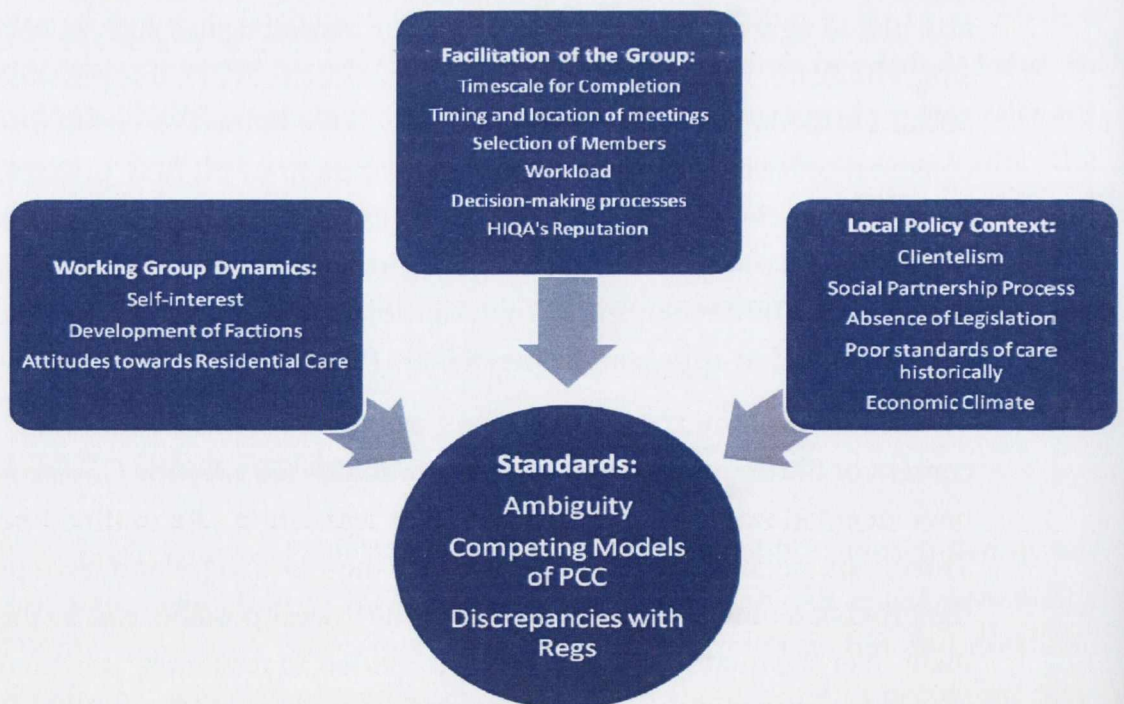 Facilitation of the Group:
Timescale for Completion
Timing and location of meetings
Selection of Members
Workload
Decision-making processes
HIQA's Reputation
Working Group Dynamics:
Self-interest
Development of Factions
Attitudes towards Residential Care
Local Policy Context:
Clientelism
Social Partnership Process
Absence of Legislation
Poor standards of care
historically
Economic Climate
Standards:
Ambiguity
Competing Models
of PCC
Discrepancies with
Regs